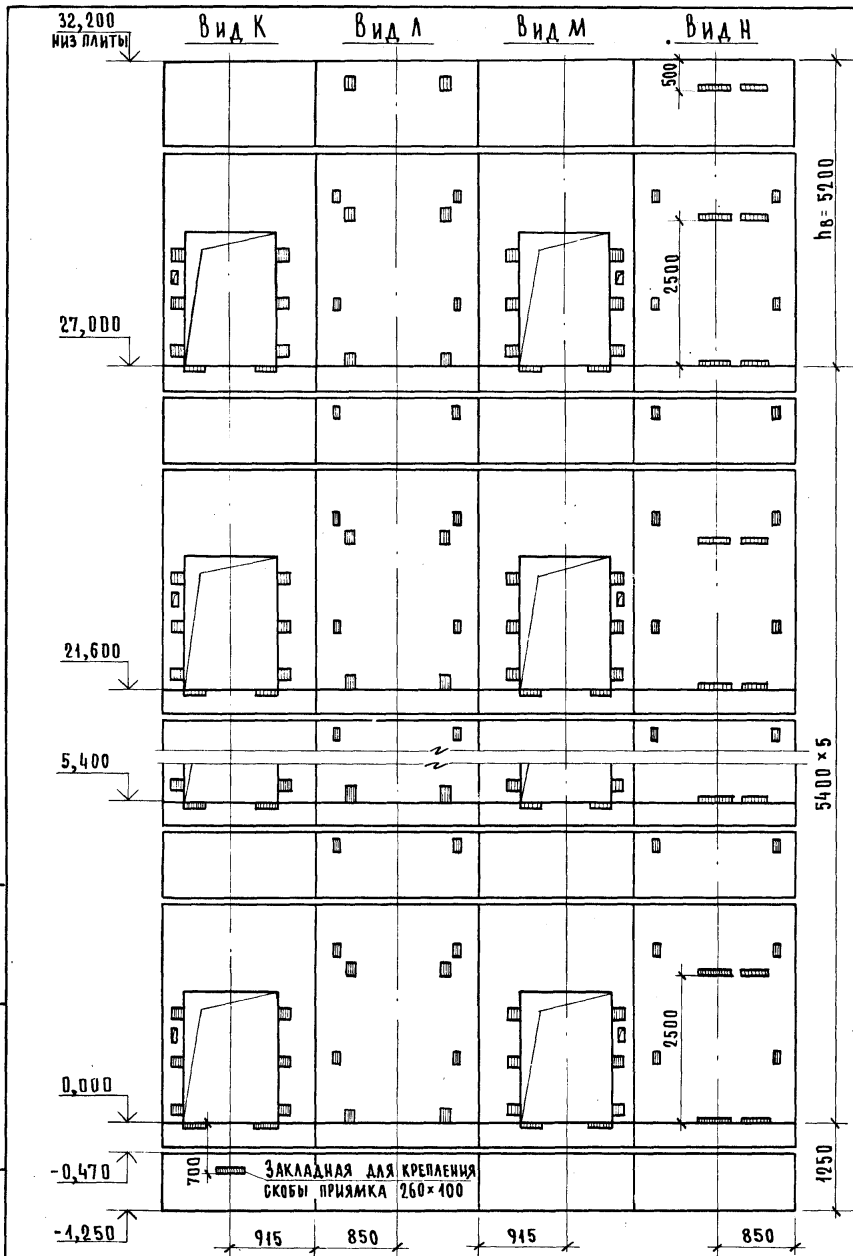 Вид К
Вид Л
Вид М
Вид Н
32,200
НИЗ ПЛИТЫ
500
hв = 5200
2500
27,000
21,600
5,400
5400 × 5
2500
0,000
700
-0,470
ЗАКЛАДНАЯ ДЛЯ КРЕПЛЕНИЯ
СКОБЫ ПРИЯМКА 260×100
1250
-1,250
915
850
915
850